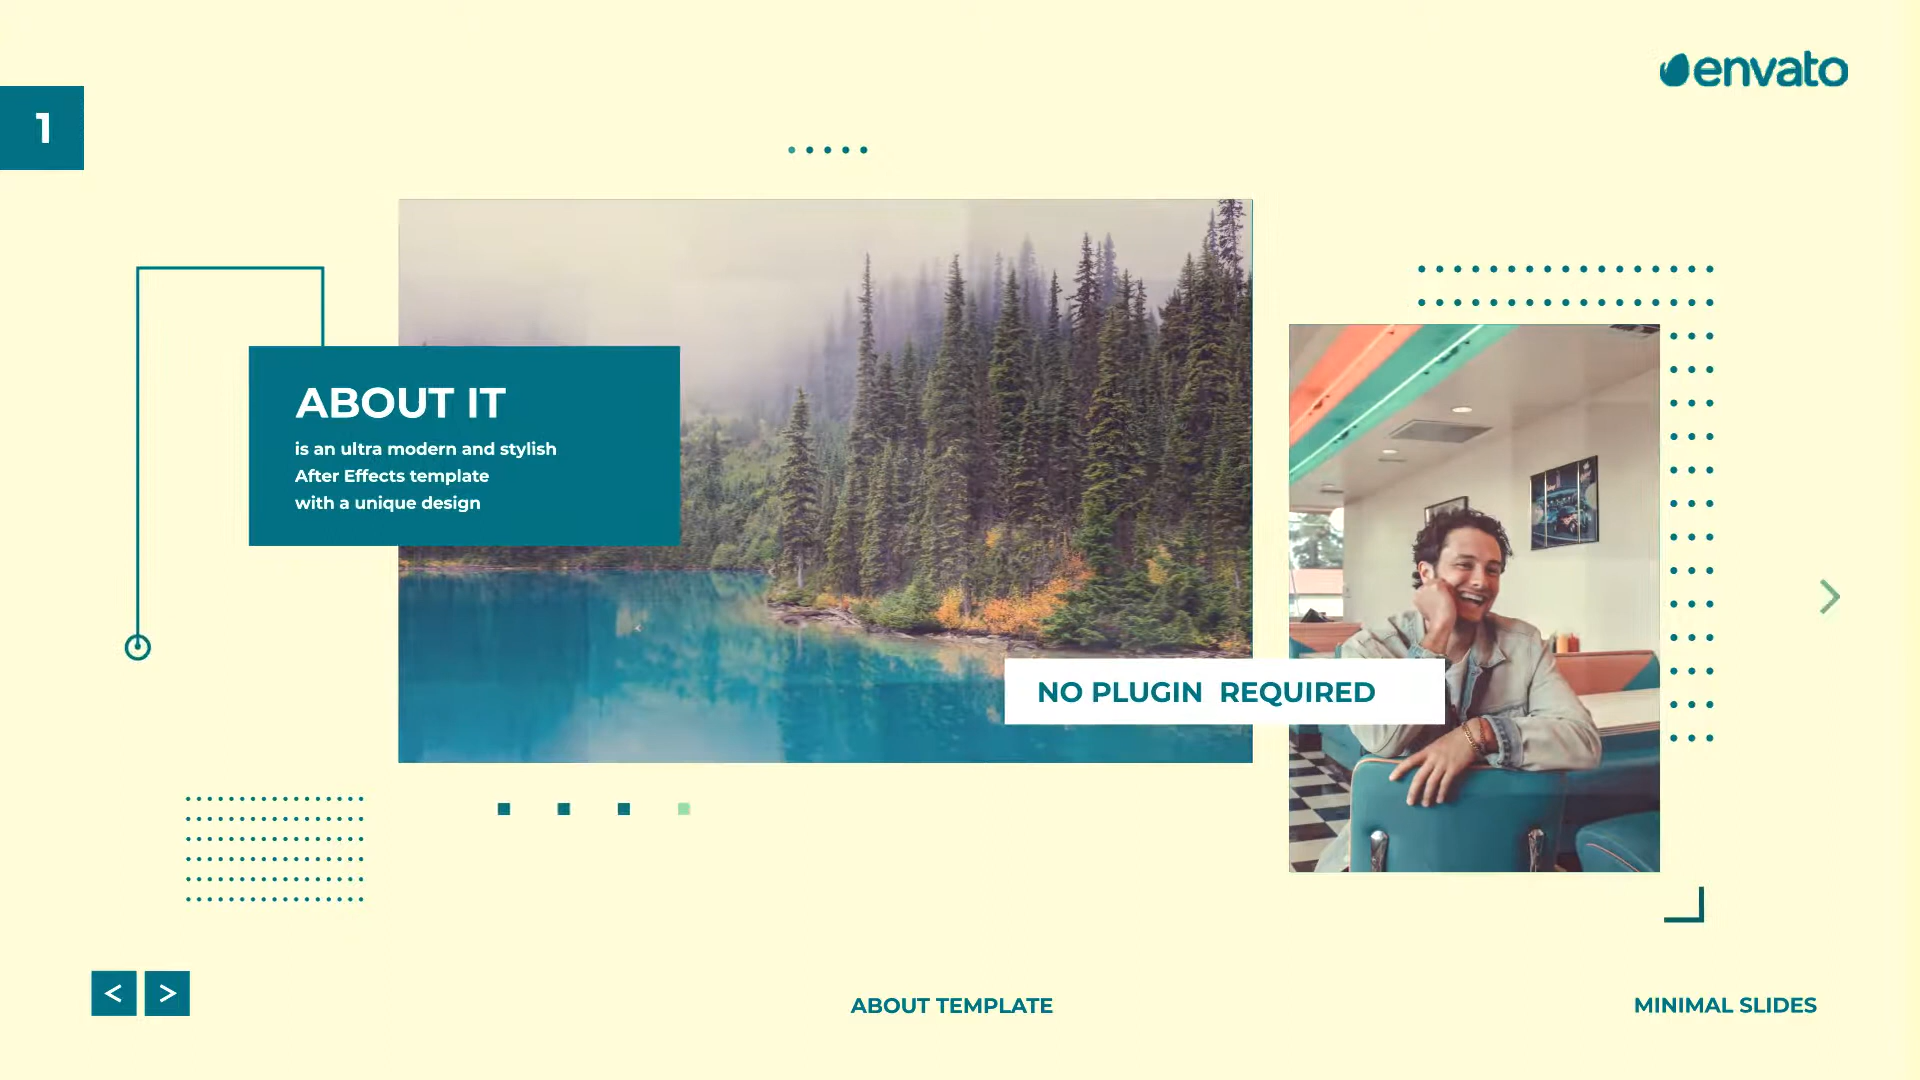 envato
1
ABOUT IT
is an ultra modern and stylish
After Effects template
with a unique design
NO PLUGIN  REQUIRED
< >
ABOUT TEMPLATE
MINIMAL SLIDES